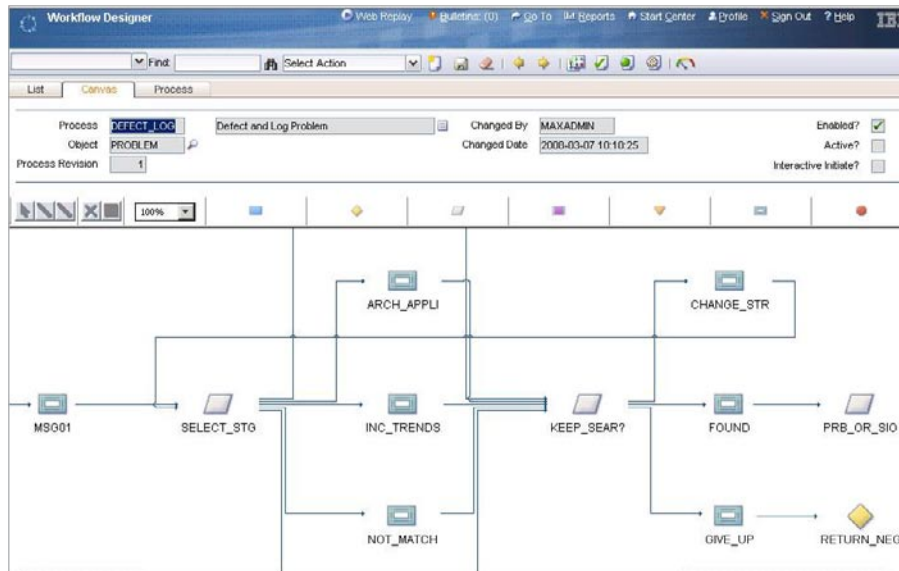 Workflow Designer Web Replay Bulletins: (0) Go To Reports Start Center Profile Sign Out Help
Find: Select Action
List Canvas Process
Process DEFECT_LOG Defect and Log Problem Changed By MAXADMIN Enabled?
Object PROBLEM Changed Date 2008-03-07 10:10:25 Active?
Process Revision 1 Interactive Initiate?
100%
ARCH_APPLI CHANGE_STR
MSG01 SELECT_STG INC_TRENDS KEEP_SEAR? FOUND PRB_OR_SIO
NOT_MATCH GIVE_UP RETURN_NEG